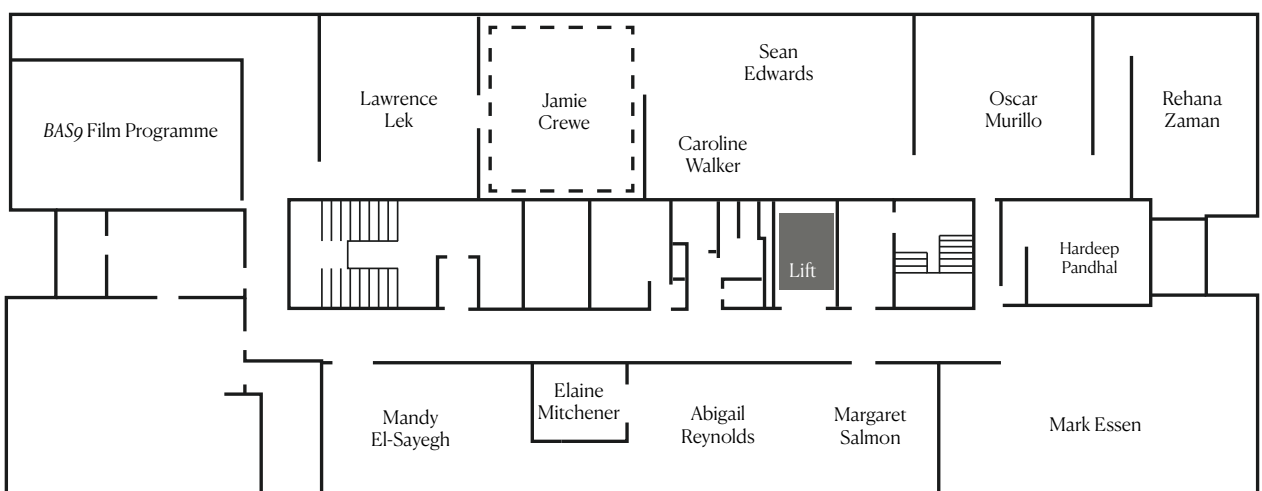 Sean
Edwards
Lawrence
Lek
Jamie
Crewe
Oscar
Murillo
Rehana
Zaman
BAS9 Film Programme
Caroline
Walker
Hardeep
Pandhal
Lift
Elaine
Mitchener
Mandy
El-Sayegh
Abigail
Reynolds
Margaret
Salmon
Mark Essen